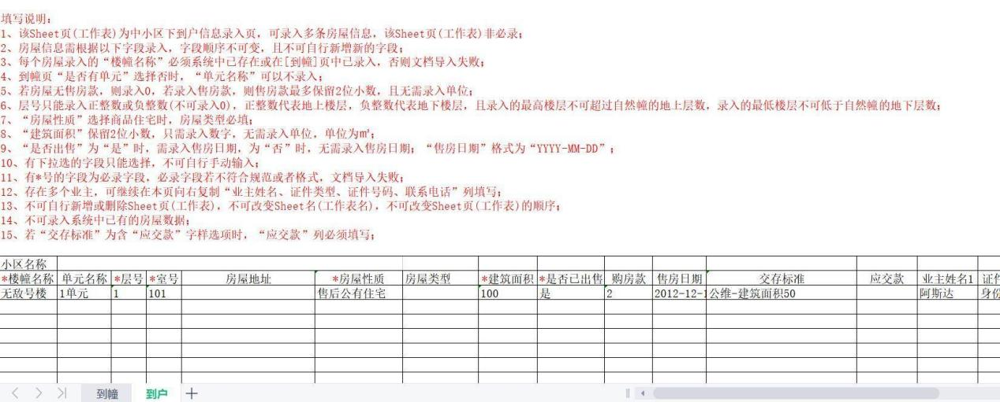 填写说明：
1、该Sheet页(工作表)为中小区下到户信息录入页，可录入多条房屋信息，该Sheet页(工作表)非必录；
2、房屋信息需根据以下字段录入，字段顺序不可变，且不可自行新增新的字段；
3、每个房屋录入的“楼幢名称”必须系统中已存在或在[到幢]页中已录入，否则文档导入失败；
4、到幢页“是否有单元”选择否时，“单元名称”可以不录入；
5、若房屋无售房款，则录入0，若录入售房款，则售房款最多保留2位小数，且无需录入单位；
6、层号只能录入正整数或负整数(不可录入0)，正整数代表地上楼层，负整数代表地下楼层，且录入的最高楼层不可超过自然幢的地上层数，录入的最低楼层不可低于自然幢的地下层数；
7、“房屋性质”选择商品住宅时，房屋类型必填；
8、“建筑面积”保留2位小数，只需录入数字，无需录入单位，单位为㎡；
9、“是否出售”为“是”时，需录入售房日期，为“否”时，无需录入售房日期；“售房日期”格式为“YYYY-MM-DD”；
10、有下拉选的字段只能选择，不可自行手动输入；
11、有*号的字段为必录字段，必录字段若不符合规范或者格式，文档导入失败；
12、存在多个业主，可继续在本页向右复制“业主姓名、证件类型、证件号码、联系电话”列填写；
13、不可自行新增或删除Sheet页(工作表)，不可改变Sheet名(工作表名)，不可改变Sheet页(工作表)的顺序；
14、不可录入系统中已有的房屋数据；
15、若“交存标准”为含“应交款”字样选项时，“应交款”列必须填写；
小区名称
*楼幢名称 单元名称 *层号 *室号 房屋地址 *房屋性质 房屋类型 *建筑面积 *是否已出售 购房款 售房日期 交存标准 应交款 业主姓名1 证件
无敌号楼 1单元 1 101 售后公有住宅 100 是 2 2012-12-1 公维-建筑面积50 阿斯达 身份
到幢 到户